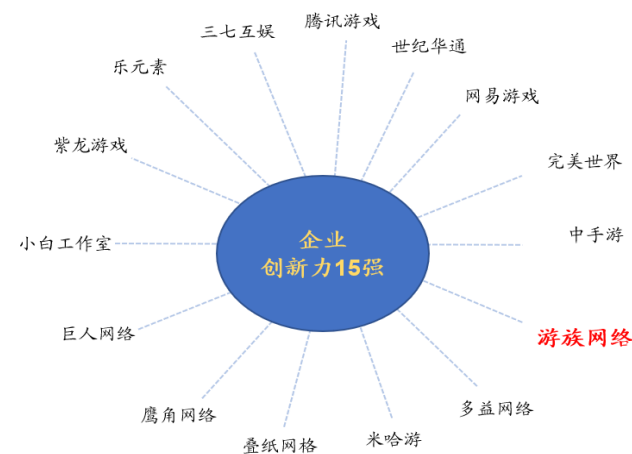 腾讯游戏
三七互娱
世纪华通
乐元素
网易游戏
紫龙游戏
完美世界
小白工作室
中手游
企业
创新力15强
巨人网络
游族网络
鹰角网络
多益网络
叠纸网格
米哈游